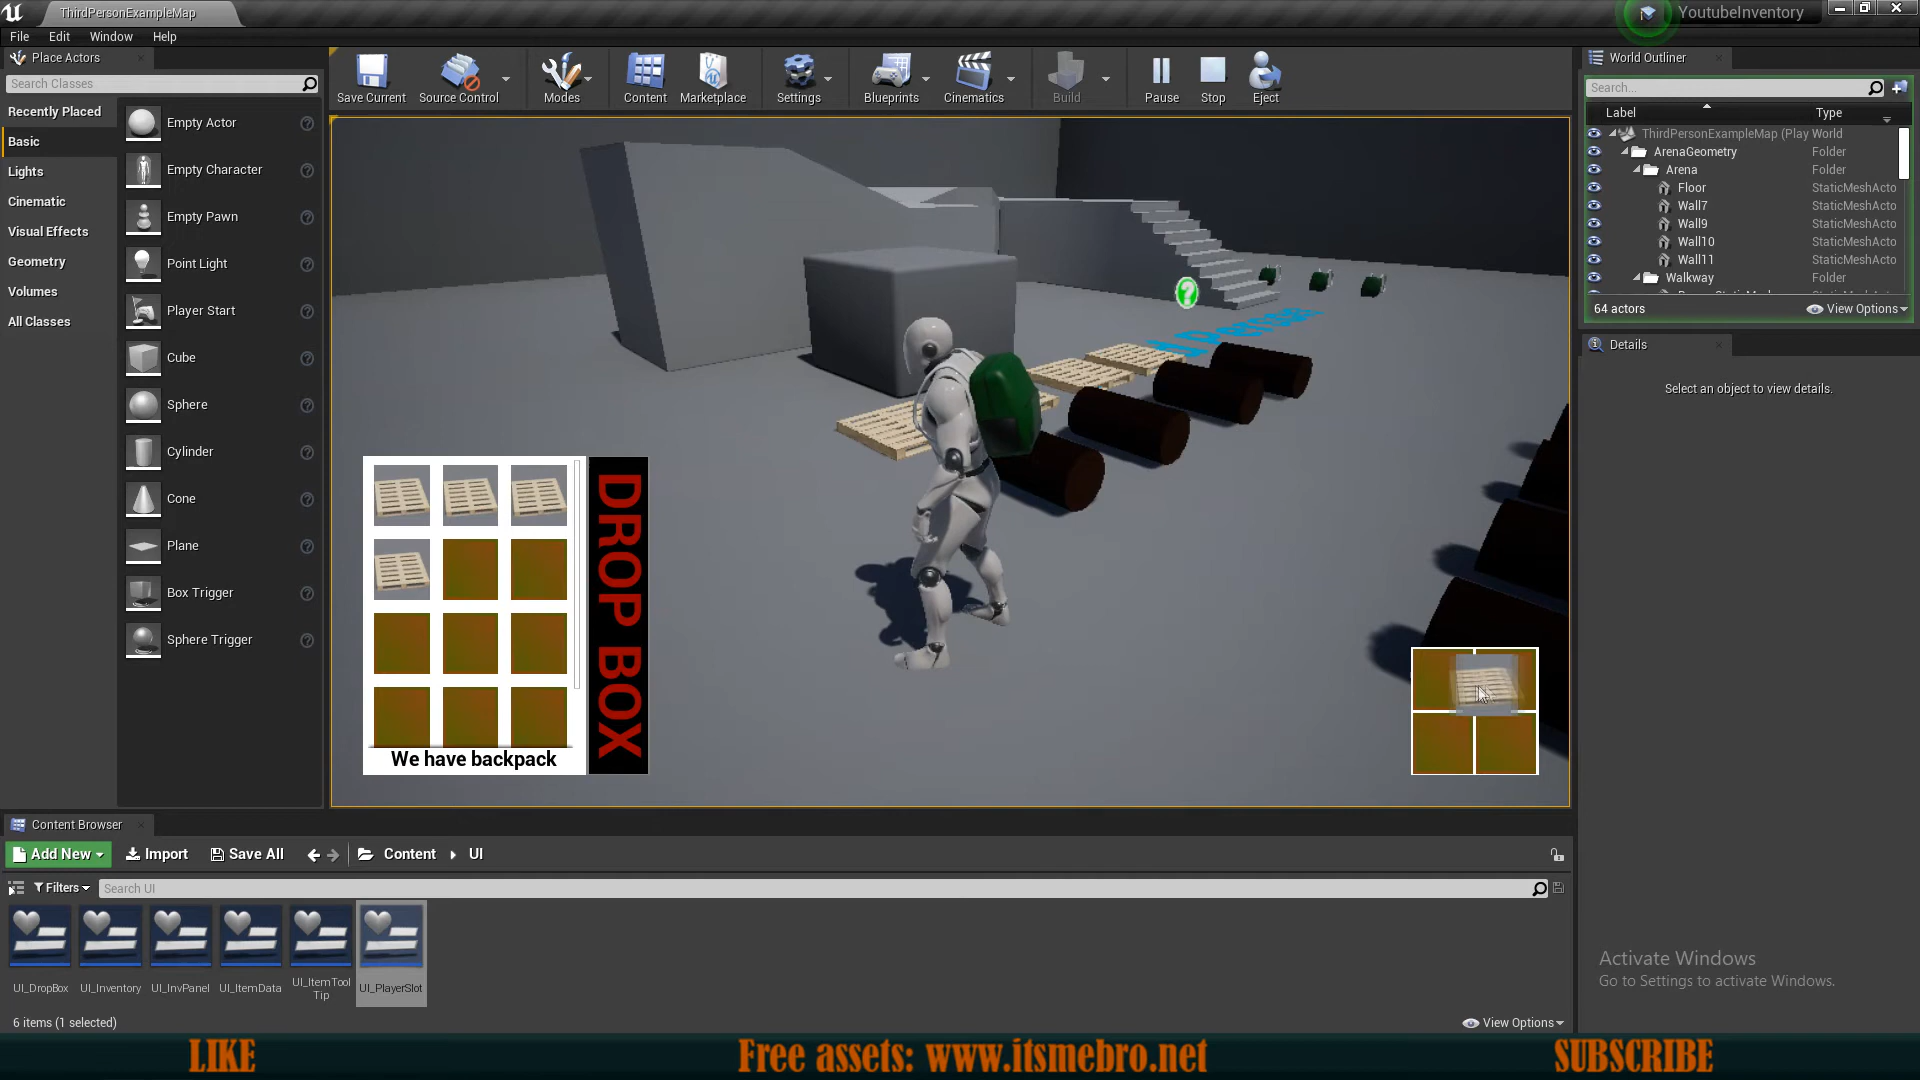 ThirdPersonExampleMap
YoutubeInventory
File Edit Window Help
Place Actors
Search Classes
Recently Placed
Basic
Lights
Cinematic
Visual Effects
Geometry
Volumes
All Classes
Empty Actor
Empty Character
Empty Pawn
Point Light
Player Start
Cube
Sphere
Cylinder
Cone
Plane
Box Trigger
Sphere Trigger
Save Current Source Control Modes Content Marketplace Settings Blueprints Cinematics Build Pause Stop Eject
DROP BOX
We have backpack
World Outliner
Search...
Label Type
ThirdPersonExampleMap (Play World
ArenaGeometry Folder
Arena Folder
Floor StaticMeshActo
Wall7 StaticMeshActo
Wall9 StaticMeshActo
Wall10 StaticMeshActo
Wall11 StaticMeshActo
Walkway Folder
64 actors View Options
Details
Select an object to view details.
Content Browser
Add New Import Save All Content UI
Filters Search UI
UI_DropBox UI_Inventory UI_InvPanel UI_ItemData UI_ItemTool
Tip UI_PlayerSlot
6 items (1 selected) View Options
Activate Windows
Go to Settings to activate Windows.
LIKE Free assets: www.itsmebro.net SUBSCRIBE